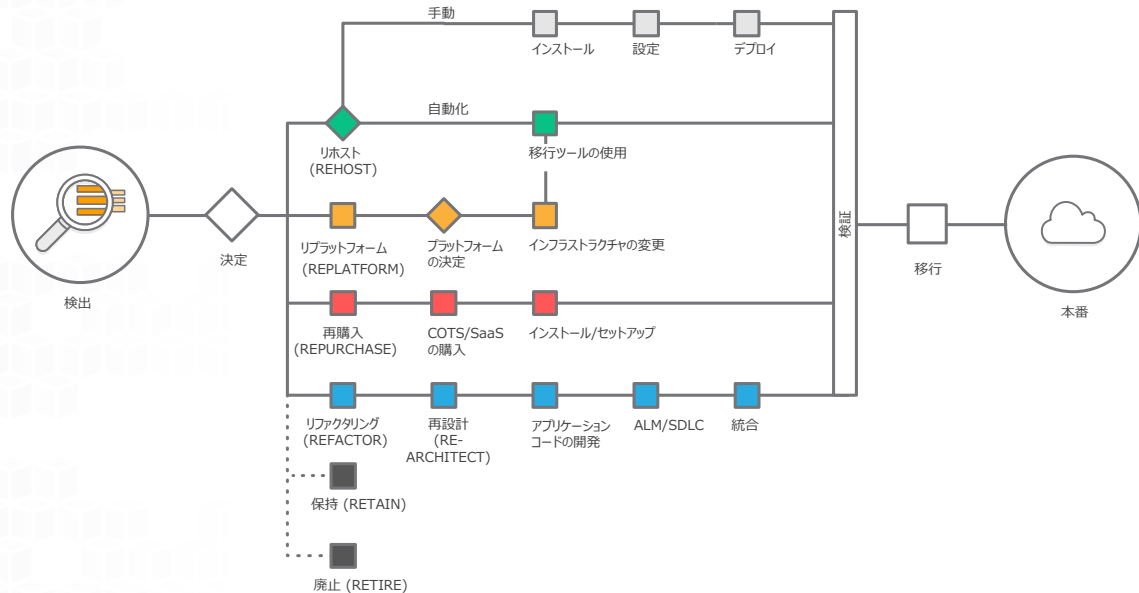 手動
インストール
設定
デプロイ
自動化
リホスト
(REHOST)
移行ツールの使用
検出
決定
リプラットフォーム
(REPLATFORM)
プラットフォーム
の決定
インフラストラクチャの変更
検証
移行
本番
再購入
(REPURCHASE)
COTS/SaaS
の購入
インストール/セットアップ
リファクタリング
(REFACTOR)
再設計
(RE-
ARCHITECT)
アプリケーション
コードの開発
ALM/SDLC
統合
保持 (RETAIN)
廃止 (RETIRE)